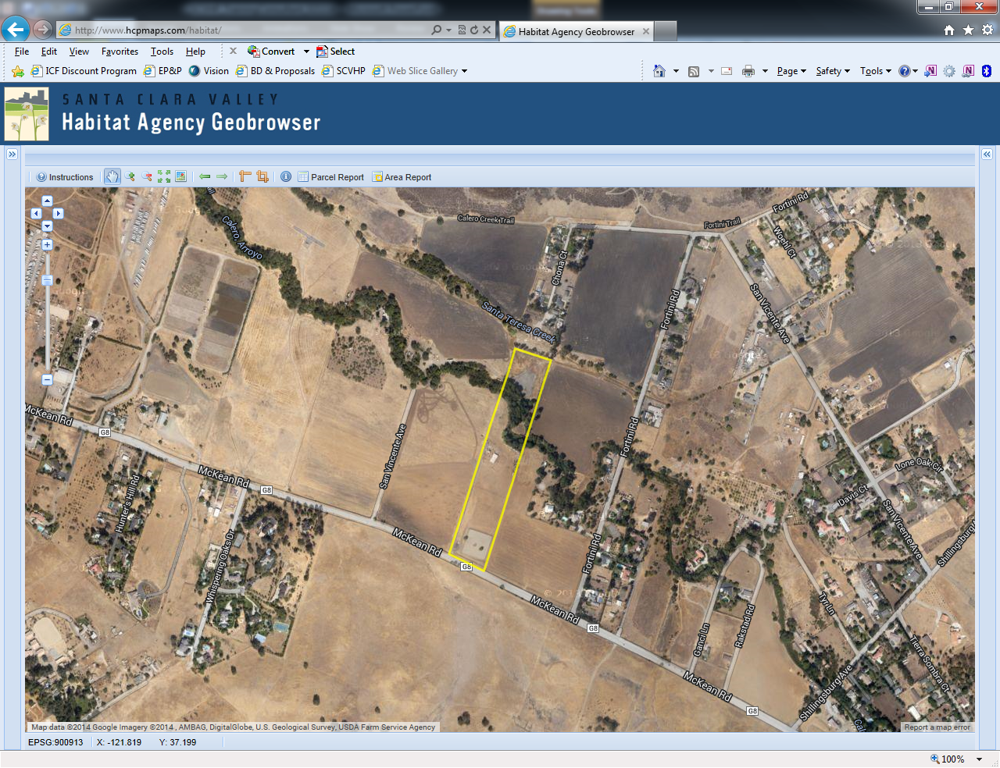 http://www.hcpmaps.com/habitat/
Habitat Agency Geobrowser
File Edit View Favorites Tools Help
Convert
Select
ICF Discount Program
EP&P
Vision
BD & Proposals
SCVHP
Web Slice Gallery
Page
Safety
Tools
SANTA CLARA VALLEY
Habitat Agency Geobrowser
Instructions
Parcel Report
Area Report
Calero, Arroyo
Calero Creek Trail
Fortini Rd
Fortini Trail
Woehl Ct
Chona Ct
San Vicente Ave
Fortini Rd
Santa Teresa Creek
McKean Rd
G8
San Vincente Ave
Fortini Rd
McKean Rd
G8
Hunter's Hill Rd
Lone Oak Cir
Davis Ct
San Vicente Ave
Shillingsburg
Whispering Oaks Dr
McKean Rd
G8
Fortini Rd
McKean Rd
G8
Tyr Ln
Ganci Ln
Rakstad Rd
Tierra Sombra Ct
McKean Rd
G8
Shillingsburg Ave
Map data ©2014 Google Imagery ©2014 , AMBAG, DigitalGlobe, U.S. Geological Survey, USDA Farm Service Agency
Report a map error
EPSG:900913 X: -121.819 Y: 37.199
100%